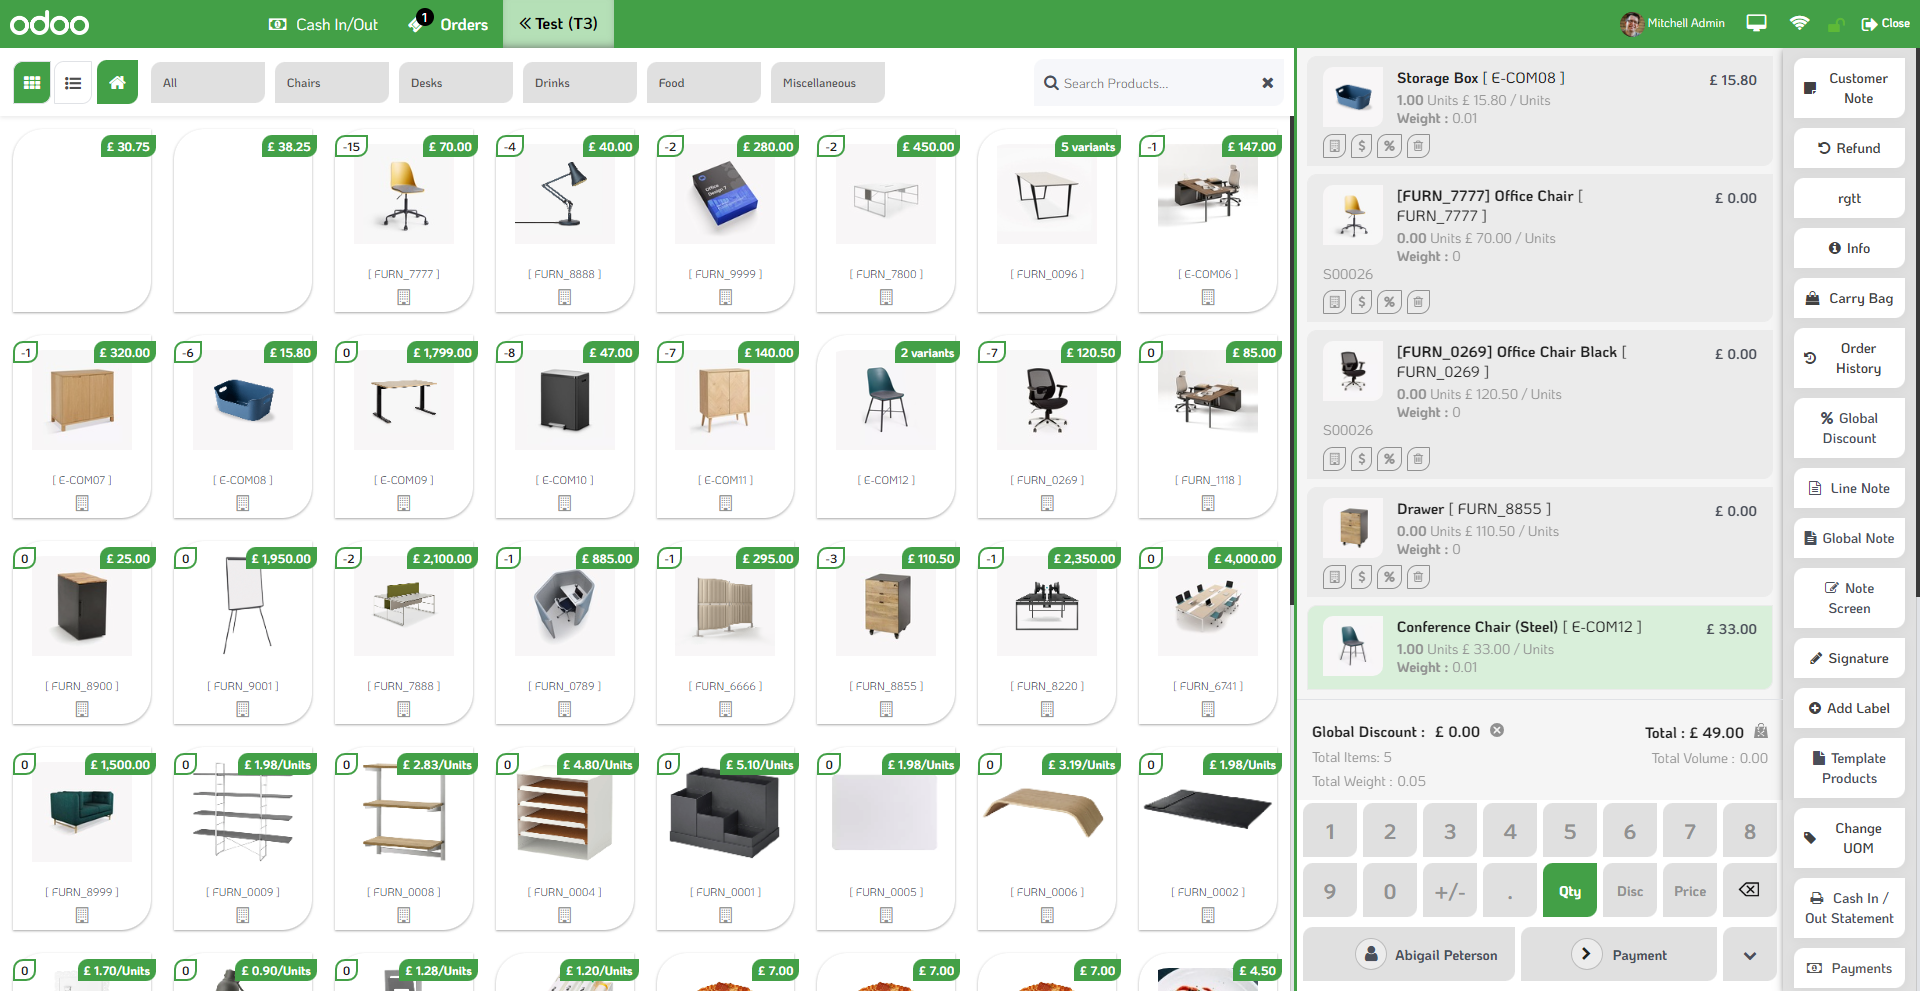 odoo
Cash In/Out
1
Orders
Test (T3)
Mitchell Admin
Close
All
Chairs
Desks
Drinks
Food
Miscellaneous
Search Products...
£ 30.75
£ 38.25
-15
£ 70.00
[ FURN_7777 ]
-4
£ 40.00
[ FURN_8888 ]
-2
£ 280.00
Office
Design 7
[ FURN_9999 ]
-2
£ 450.00
[ FURN_7800 ]
5 variants
[ FURN_0096 ]
-1
£ 147.00
[ E-COM06 ]
-1
£ 320.00
[ E-COM07 ]
-6
£ 15.80
[ E-COM08 ]
0
£ 1,799.00
[ E-COM09 ]
-8
£ 47.00
[ E-COM10 ]
-7
£ 140.00
[ E-COM11 ]
2 variants
[ E-COM12 ]
-7
£ 120.50
[ FURN_0269 ]
0
£ 85.00
[ FURN_1118 ]
0
£ 25.00
[ FURN_8900 ]
0
£ 1,950.00
[ FURN_9001 ]
-2
£ 2,100.00
[ FURN_7888 ]
-1
£ 885.00
[ FURN_0789 ]
-1
£ 295.00
[ FURN_6666 ]
-3
£ 110.50
[ FURN_8855 ]
-1
£ 2,350.00
[ FURN_8220 ]
0
£ 4,000.00
[ FURN_6741 ]
0
£ 1,500.00
[ FURN_8999 ]
0
£ 1.98/Units
[ FURN_0009 ]
0
£ 2.83/Units
[ FURN_0008 ]
0
£ 4.80/Units
[ FURN_0004 ]
0
£ 5.10/Units
[ FURN_0001 ]
0
£ 1.98/Units
[ FURN_0005 ]
0
£ 3.19/Units
[ FURN_0006 ]
0
£ 1.98/Units
[ FURN_0002 ]
0
£ 1.70/Units
0
£ 0.90/Units
0
£ 1.28/Units
£ 1.20/Units
£ 7.00
£ 7.00
£ 7.00
£ 4.50
Storage Box [ E-COM08 ]
£ 15.80
1.00 Units £ 15.80 / Units
Weight : 0.01
$
%
[FURN_7777] Office Chair [
FURN_7777 ]
£ 0.00
0.00 Units £ 70.00 / Units
Weight : 0
S00026
$
%
[FURN_0269] Office Chair Black [
FURN_0269 ]
£ 0.00
0.00 Units £ 120.50 / Units
Weight : 0
S00026
$
%
Drawer [ FURN_8855 ]
£ 0.00
0.00 Units £ 110.50 / Units
Weight : 0
$
%
Conference Chair (Steel) [ E-COM12 ]
£ 33.00
1.00 Units £ 33.00 / Units
Weight : 0.01
Global Discount : £ 0.00
Total : £ 49.00
Total Items: 5
Total Volume : 0.00
Total Weight : 0.05
1
2
3
4
5
6
7
8
9
0
+/-
.
Qty
Disc
Price
Abigail Peterson
Payment
Customer
Note
Refund
rgtt
Info
Carry Bag
Order
History
% Global
Discount
Line Note
Global Note
Note
Screen
Signature
Add Label
Template
Products
Change
UOM
Cash In /
Out Statement
Payments